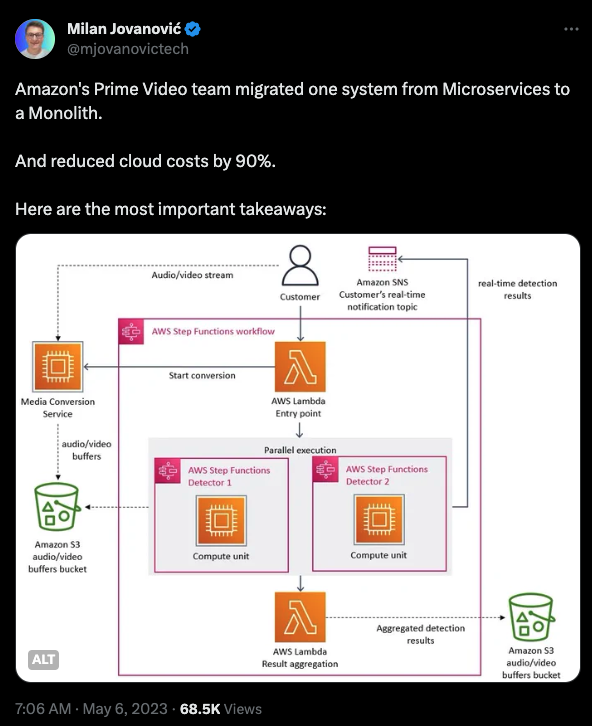 Milan Jovanović
@mjovanovictech
Amazon's Prime Video team migrated one system from Microservices to
a Monolith.
And reduced cloud costs by 90%.
Here are the most important takeaways:
Audio/video stream
Customer
Amazon SNS
Customer's real-time
notification topic
real-time detection
results
AWS Step Functions workflow
Media Conversion
Service
Start conversion
AWS Lambda
Entry point
audio/video
buffers
Parallel execution
AWS Step Functions
Detector 1
Compute unit
AWS Step Functions
Detector 2
Compute unit
Amazon S3
audio/video
buffers bucket
AWS Lambda
Result aggregation
Aggregated detection
results
Amazon S3
audio/video
buffers bucket
ALT
7:06 AM · May 6, 2023 · 68.5K Views